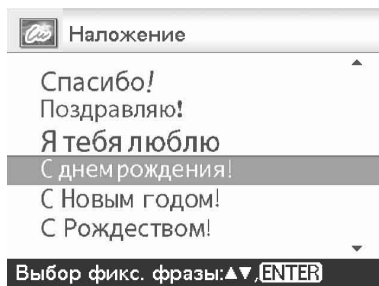 Наложение
Спасибо!
Поздравляю!
Я тебя люблю
С днем рождения!
С Новым годом!
С Рождеством!
Выбор фикс. фразы:▲▼,ENTER